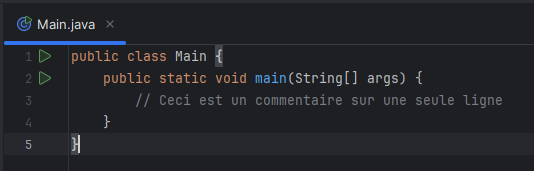 Main.java
1 public class Main {
2 public static void main(String[] args) {
3 // Ceci est un commentaire sur une seule ligne
4 }
5 }